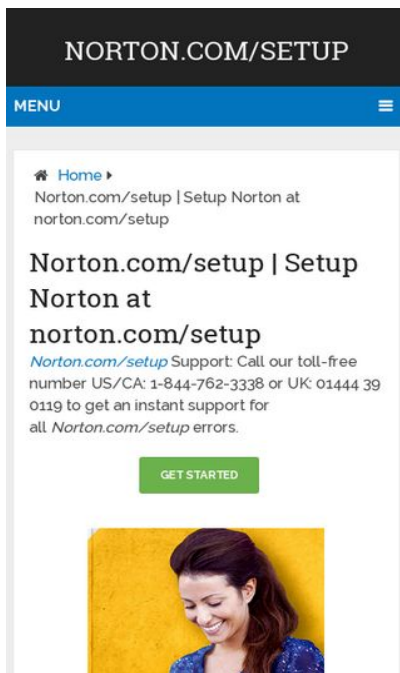 NORTON.COM/SETUP
MENU
Home
Norton.com/setup | Setup Norton at
norton.com/setup
Norton.com/setup | Setup
Norton at
norton.com/setup
Norton.com/setup Support: Call our toll-free
number US/CA: 1-844-762-3338 or UK: 01444 39
0119 to get an instant support for
all Norton.com/setup errors.
GET STARTED